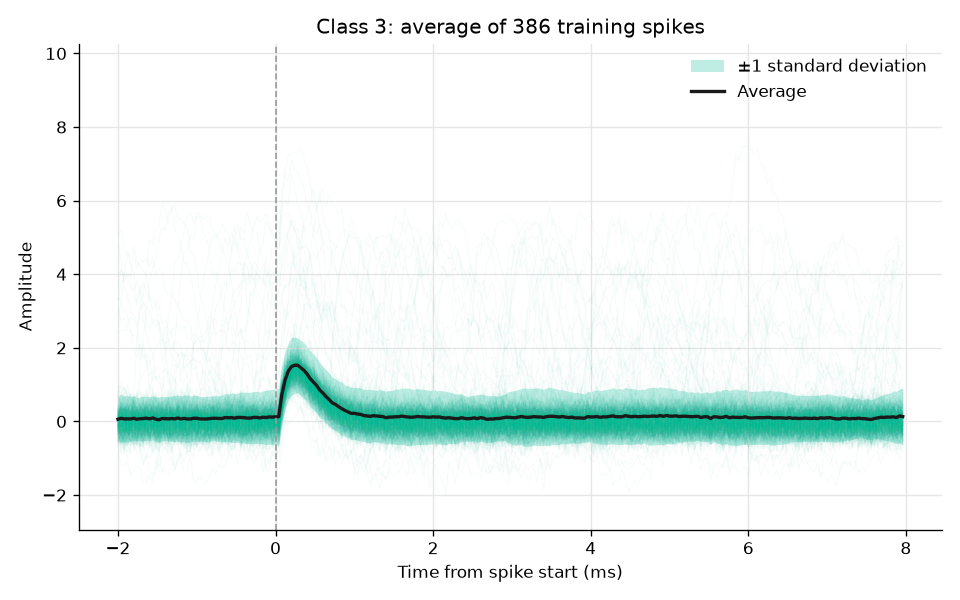 Class 3: average of 386 training spikes
±1 standard deviation
Average
Amplitude
10
8
6
4
2
0
−2
−2 0 2 4 6 8
Time from spike start (ms)